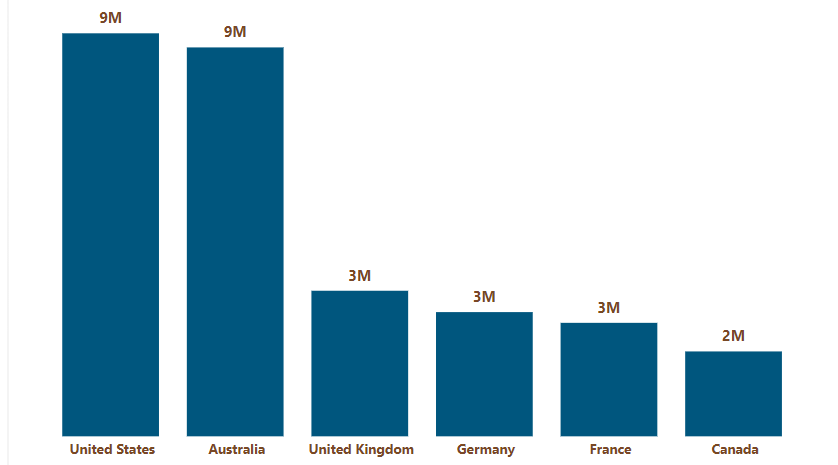 9M
9M
3M
3M
3M
2M
United States
Australia
United Kingdom
Germany
France
Canada